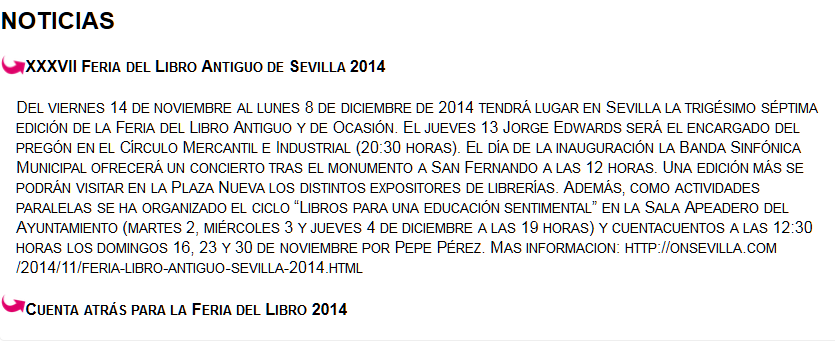 NOTICIAS
XXXVII Feria del Libro Antiguo de Sevilla 2014
Del viernes 14 de noviembre al lunes 8 de diciembre de 2014 tendrá lugar en Sevilla la trigésimo séptima
edición de la Feria del Libro Antiguo y de Ocasión. El jueves 13 Jorge Edwards será el encargado del
pregón en el Círculo Mercantil e Industrial (20:30 horas). El día de la inauguración la Banda Sinfónica
Municipal ofrecerá un concierto tras el monumento a San Fernando a las 12 horas. Una edición más se
podrán visitar en la Plaza Nueva los distintos expositores de librerías. Además, como actividades
paralelas se ha organizado el ciclo “Libros para una educación sentimental” en la Sala Apeadero del
Ayuntamiento (martes 2, miércoles 3 y jueves 4 de diciembre a las 19 horas) y cuentacuentos a las 12:30
horas los domingos 16, 23 y 30 de noviembre por Pepe Pérez. Mas informacion: http://onsevilla.com
/2014/11/feria-libro-antiguo-sevilla-2014.html
Cuenta atrás para la Feria del Libro 2014